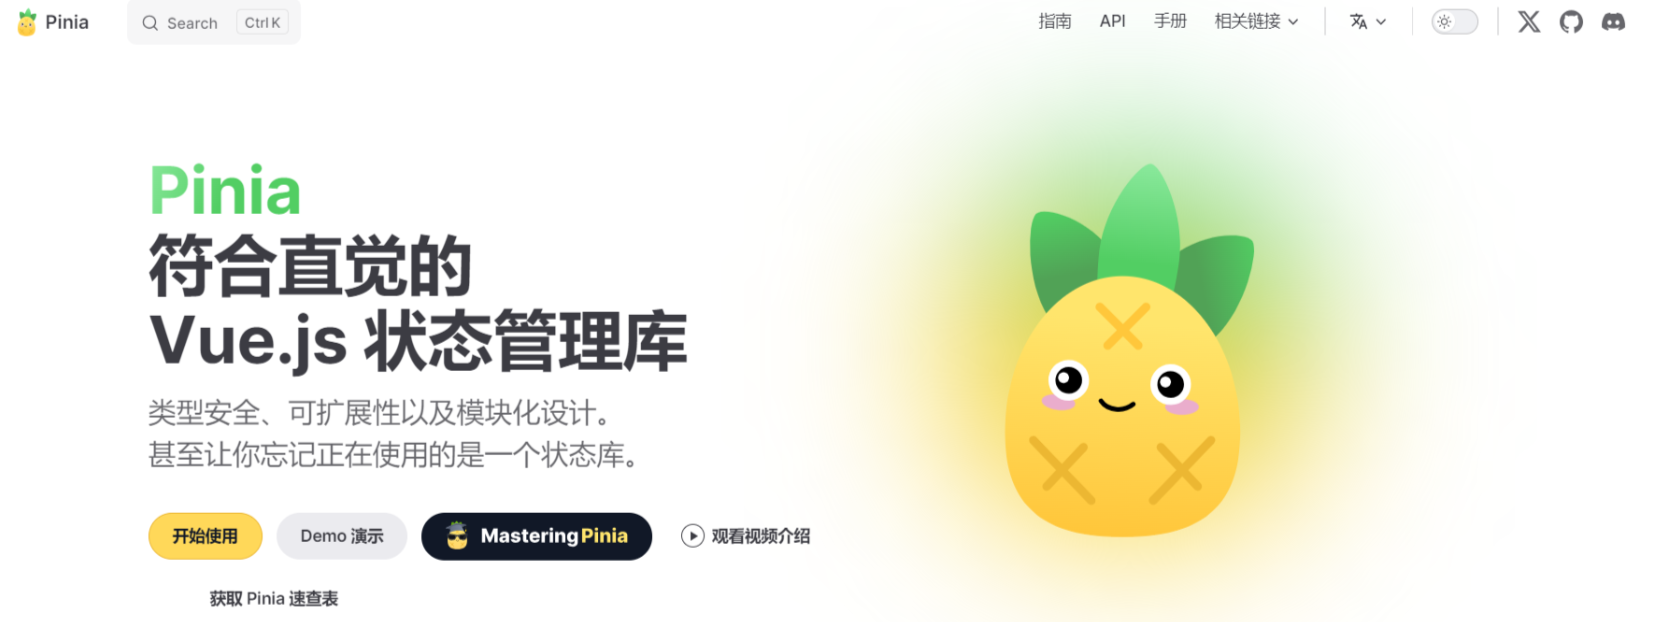 Pinia
Search Ctrl K
指南 API 手册 相关链接
Pinia
符合直觉的
Vue.js 状态管理库
类型安全、可扩展性以及模块化设计。
甚至让你忘记正在使用的是一个状态库。
开始使用 Demo 演示 Mastering Pinia 观看视频介绍
获取 Pinia 速查表